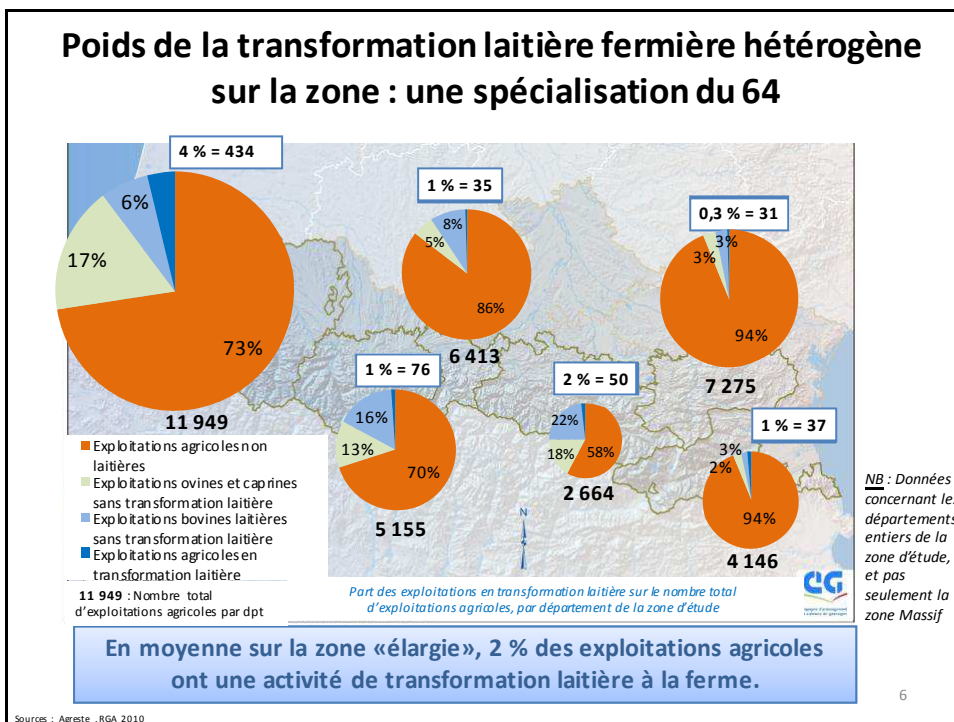 Poids de la transformation laitière fermière hétérogène
sur la zone : une spécialisation du 64
4 % = 434
6%
17%
73%
11 949
1 % = 35
8%
5%
86%
6 413
0,3 % = 31
3%
3%
94%
7 275
1 % = 76
16%
13%
70%
5 155
2 % = 50
22%
18%
58%
2 664
1 % = 37
3%
2%
94%
4 146
N
Exploitations agricoles non
laitières
Exploitations ovines et caprines
sans transformation laitière
Exploitations bovines laitières
sans transformation laitière
Exploitations agricoles en
transformation laitière
11 949 : Nombre total
d'exploitations agricoles par dpt
Part des exploitations en transformation laitière sur le nombre total
d'exploitations agricoles, par département de la zone d'étude
NB : Données
concernant les
départements
entiers de la
zone d'étude,
et pas
seulement la
zone Massif
En moyenne sur la zone «élargie», 2 % des exploitations agricoles
ont une activité de transformation laitière à la ferme.
6
Sources : Agreste , RGA 2010